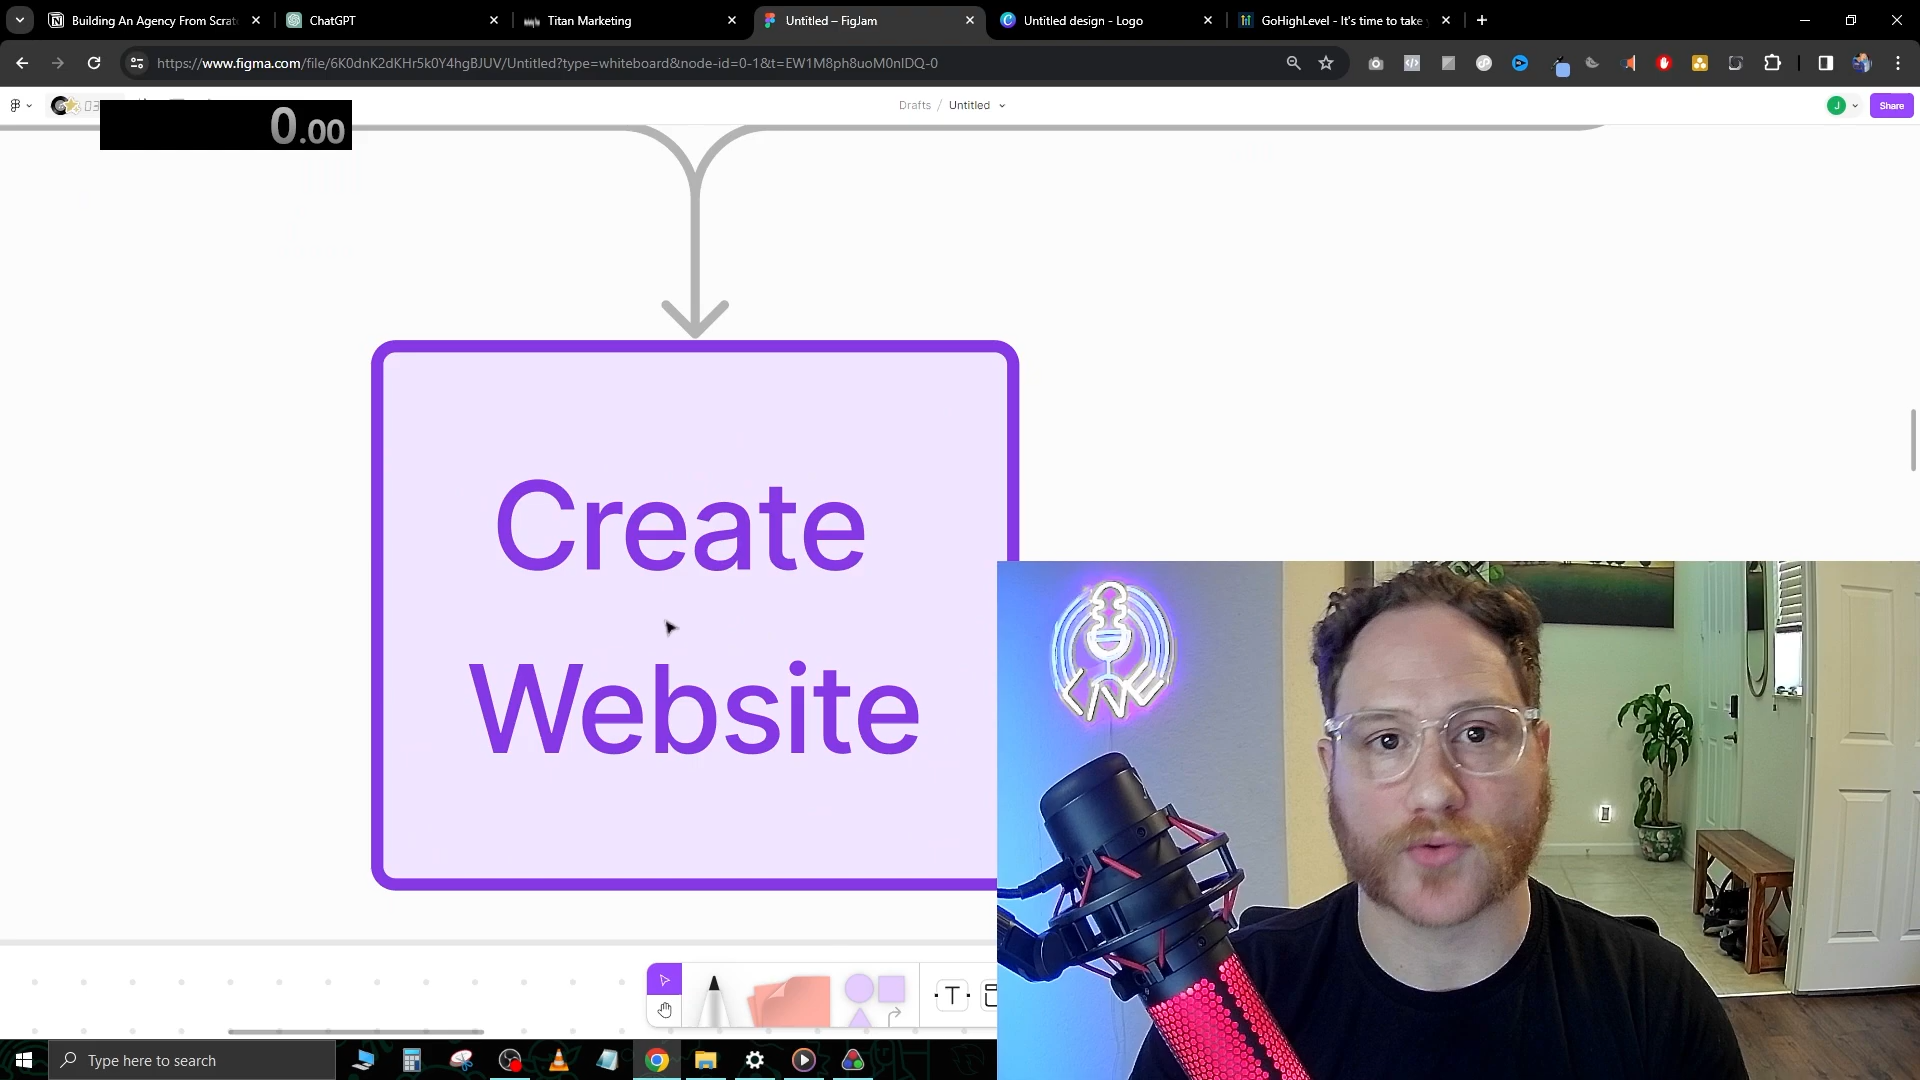 Building An Agency From Scrat
ChatGPT
Titan Marketing
Untitled – FigJam
Untitled design - Logo
GoHighLevel - It's time to take
https://www.figma.com/file/6K0dnK2dKHr5k0Y4hgBJUV/Untitled?type=whiteboard&node-id=0-1&t=EW1M8ph8uoM0nIDQ-0
03
0.00
Drafts / Untitled
J
Share
Create
Website
LIVE
T
Type here to search